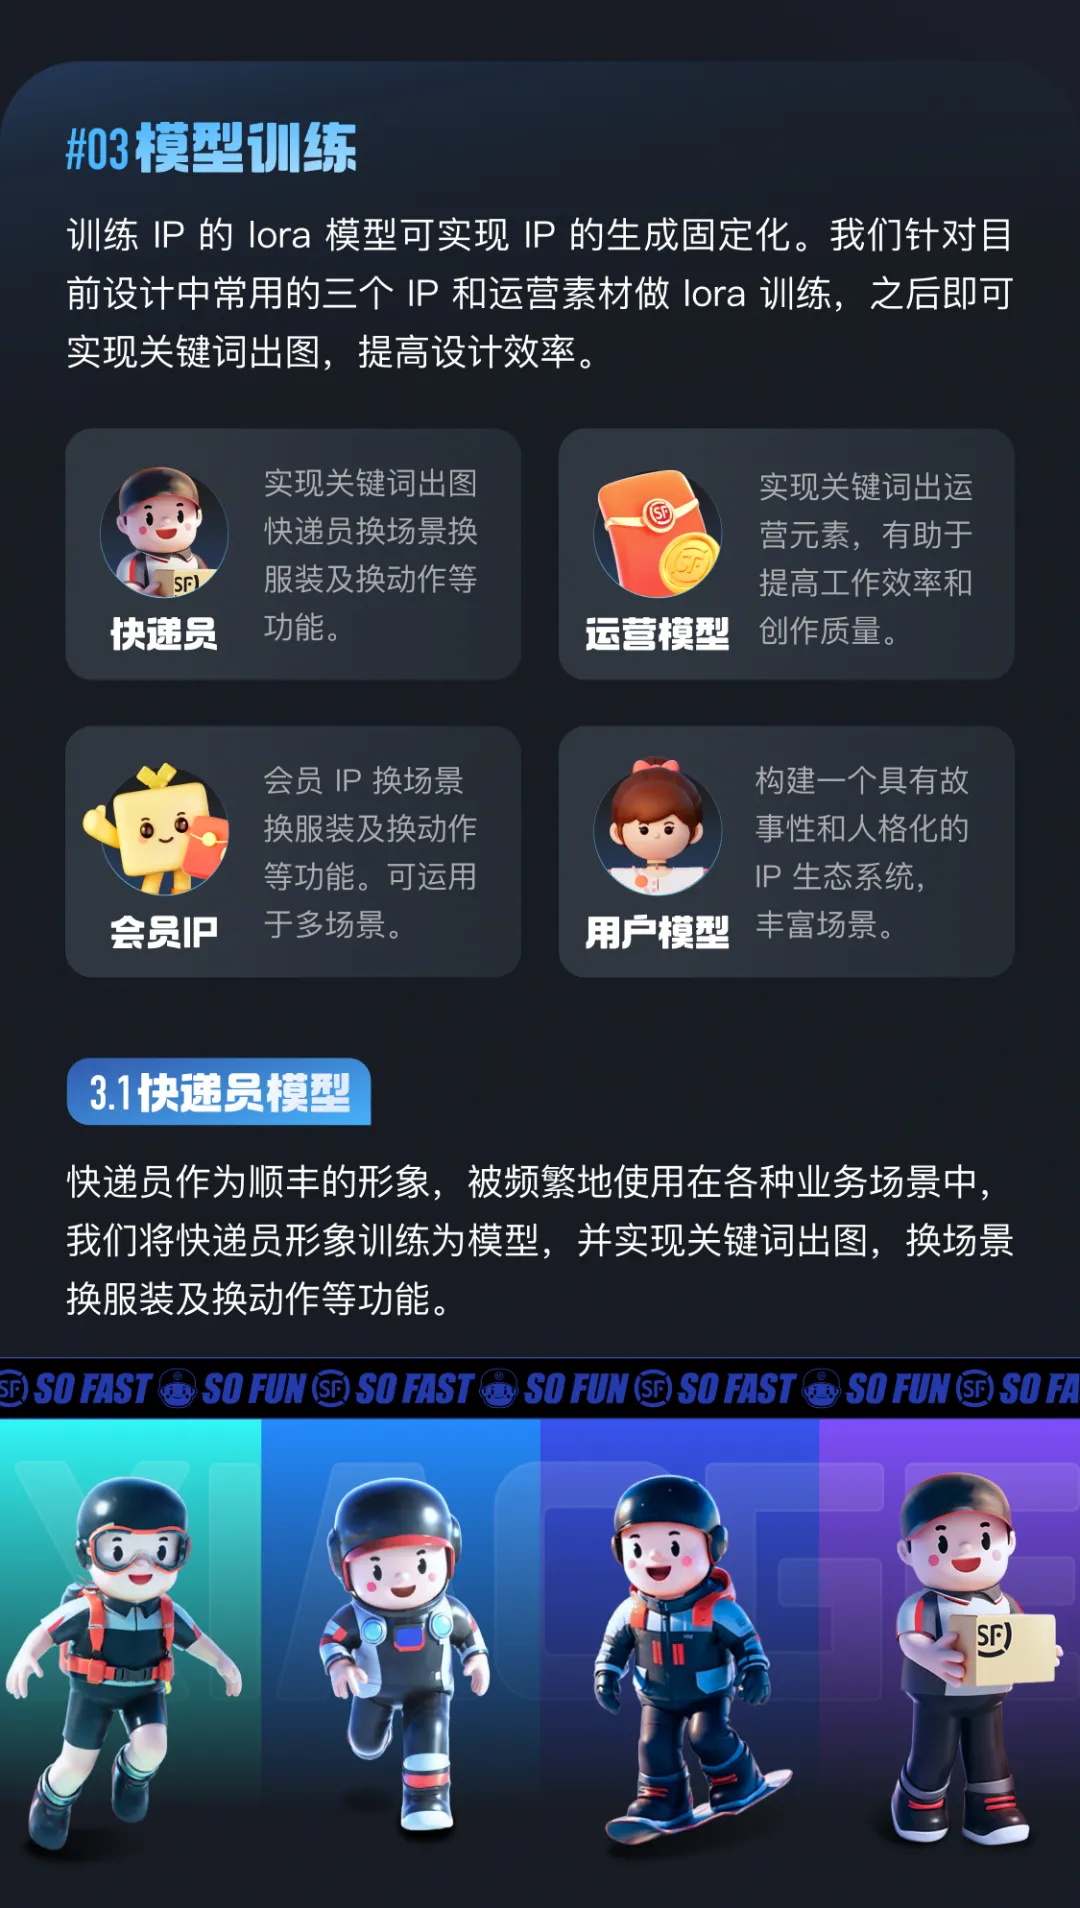 #03模型训练
训练 IP 的 lora 模型可实现 IP 的生成固定化。我们针对目
前设计中常用的三个 IP 和运营素材做 lora 训练，之后即可
实现关键词出图，提高设计效率。
SF
快递员
实现关键词出图
快递员换场景换
服装及换动作等
功能。
SF
SF
运营模型
实现关键词出运
营元素，有助于
提高工作效率和
创作质量。
会员IP
会员 IP 换场景
换服装及换动作
等功能。可运用
于多场景。
用户模型
构建一个具有故
事性和人格化的
IP 生态系统，
丰富场景。
3.1快递员模型
快递员作为顺丰的形象，被频繁地使用在各种业务场景中，
我们将快递员形象训练为模型，并实现关键词出图，换场景
换服装及换动作等功能。
SF SO FAST SO FUN SF SO FAST SO FUN SF SO FAST SO FUN SF SO FA
SF